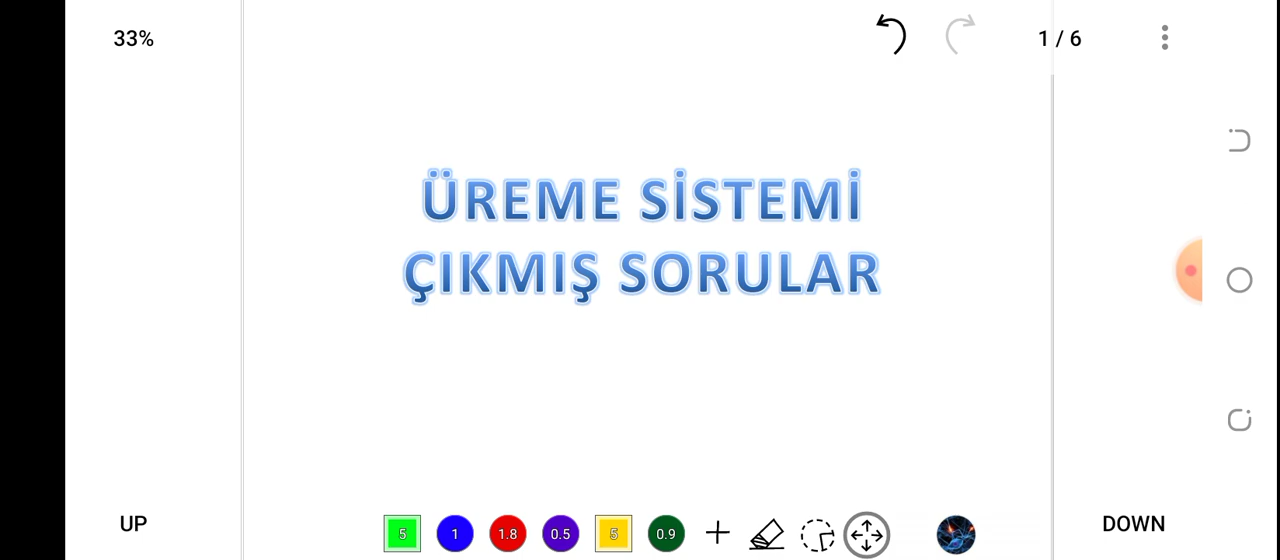 33%
1 / 6
ÜREME SİSTEMİ
ÇIKMIŞ SORULAR
UP
5
1
1.8
0.5
5
0.9
DOWN